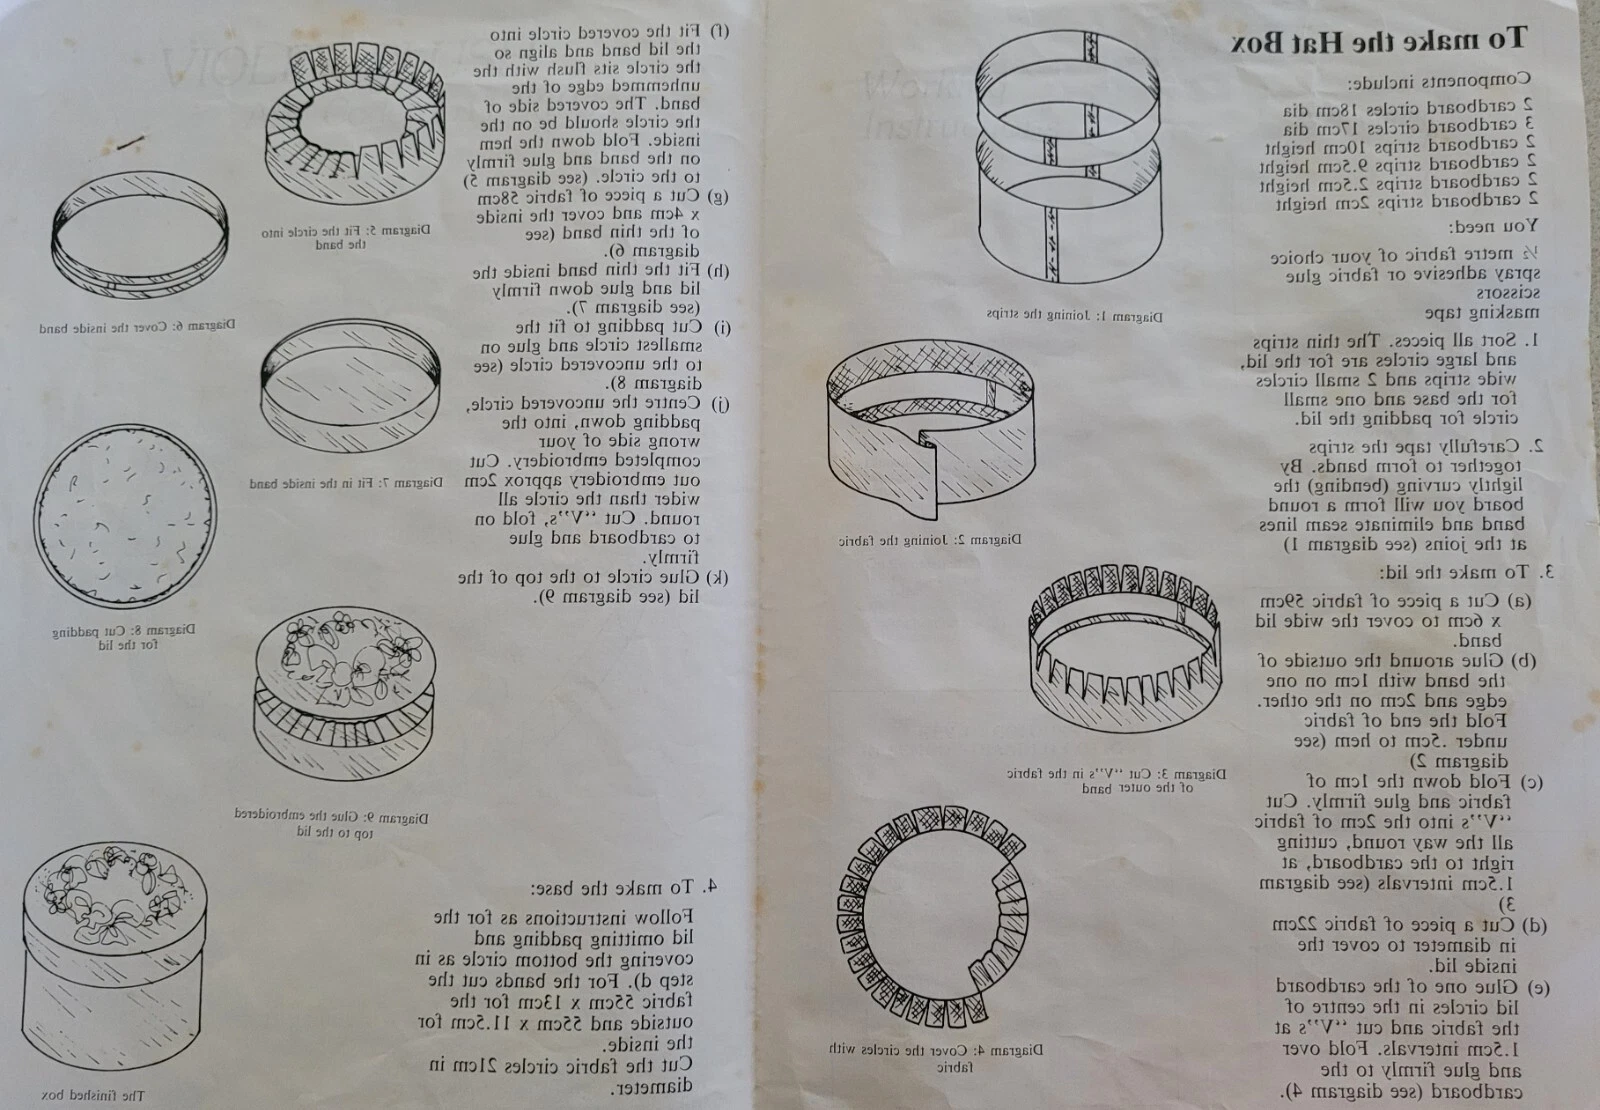 To make the Hat Box
Components include:
2 cardboard circles 18cm dia
3 cardboard circles 17cm dia
2 cardboard strips 10cm height
2 cardboard strips 9.5cm height
2 cardboard strips 2.5cm height
2 cardboard strips 2cm height
You need:
½ metre fabric of your choice
spray adhesive or fabric glue
scissors
masking tape
1. Sort all pieces. The thin strips
and large circles are for the lid,
wide strips and 2 small circles
for the base and one small
circle for padding the lid.
2. Carefully tape the strips
together to form bands. By
lightly curving (bending) the
board you will form a round
band and eliminate seam lines
at the joins (see diagram 1)
3. To make the lid:
(a) Cut a piece of fabric 59cm
x 6cm to cover the wide lid
band.
(b) Glue around the outside of
the band with 1cm on one
edge and 2cm on the other.
Fold the end of fabric
under .5cm to hem (see
diagram 2)
(c) Fold down the 1cm of
fabric and glue firmly. Cut
"V"s into the 2cm of fabric
all the way round, cutting
right to the cardboard, at
1.5cm intervals (see diagram
3)
(d) Cut a piece of fabric 22cm
in diameter to cover the
inside lid.
(e) Glue one of the cardboard
lid circles in the centre of
the fabric and cut "V"s at
1.5cm intervals. Fold over
and glue firmly to the
cardboard (see diagram 4).
Diagram 1: Joining the strips
Diagram 2: Joining the fabric
Diagram 3: Cut "V"s in the fabric
of the outer band
Diagram 4: Cover the circles with
fabric
(f) Fit the covered circle into
the lid band and align so
the circle sits flush with the
unhemmed edge of the
band. The covered side of
the circle should be on the
inside. Fold down the hem
on the band and glue firmly
to the circle. (see diagram 5)
(g) Cut a piece of fabric 58cm
x 4cm and cover the inside
of the thin band (see
diagram 6).
(h) Fit the thin band inside the
lid and glue down firmly
(see diagram 7).
(i) Cut padding to fit the
smallest circle and glue on
to the uncovered circle (see
diagram 8).
(j) Centre the uncovered circle,
padding down, into the
wrong side of your
completed embroidery. Cut
out embroidery approx 2cm
wider than the circle all
round. Cut "V"s, fold on
to cardboard and glue
firmly.
(k) Glue circle to the top of the
lid (see diagram 9).
4. To make the base:
Follow instructions as for the
lid omitting padding and
covering the bottom circle as in
step d). For the bands cut the
fabric 55cm x 13cm for the
outside and 55cm x 11.5cm for
the inside.
Cut the fabric circles 21cm in
diameter.
Diagram 5: Fit the circle into
the band
Diagram 6: Cover the inside band
Diagram 7: Fit in the inside band
Diagram 8: Cut padding
for the lid
Diagram 9: Glue the embroidered
top to the lid
The finished box